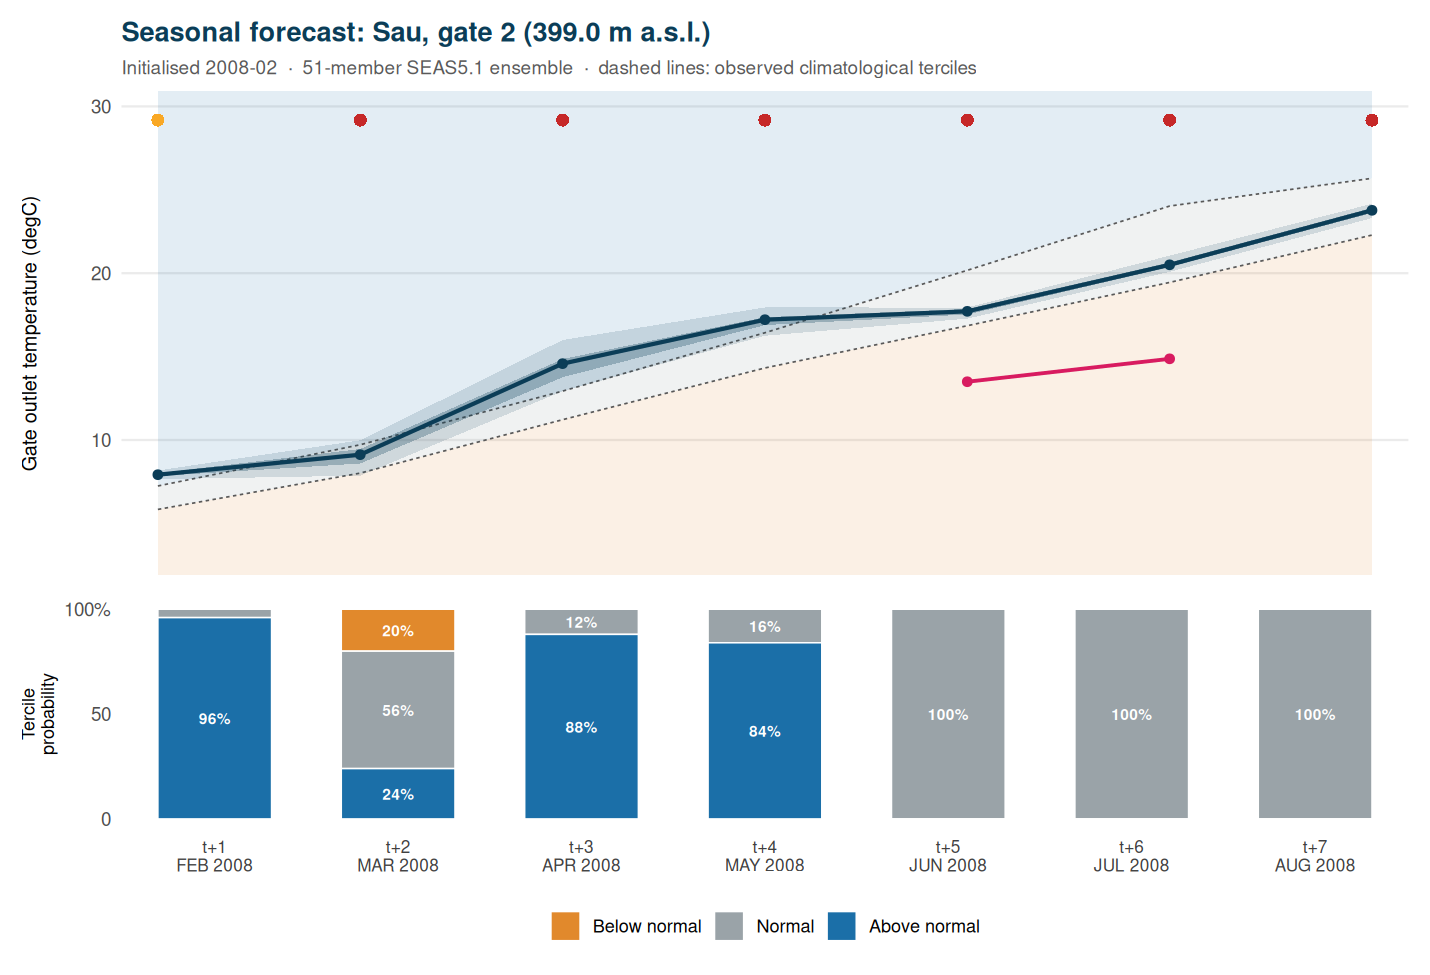 Seasonal forecast: Sau, gate 2 (399.0 m a.s.l.)
Initialised 2008-02 · 51-member SEAS5.1 ensemble · dashed lines: observed climatological terciles
30
20
10
Gate outlet temperature (degC)
100%
50
0
Tercile
probability
96%
20%
56%
24%
12%
88%
16%
84%
100%
100%
100%
t+1
FEB 2008
t+2
MAR 2008
t+3
APR 2008
t+4
MAY 2008
t+5
JUN 2008
t+6
JUL 2008
t+7
AUG 2008
Below normal
Normal
Above normal